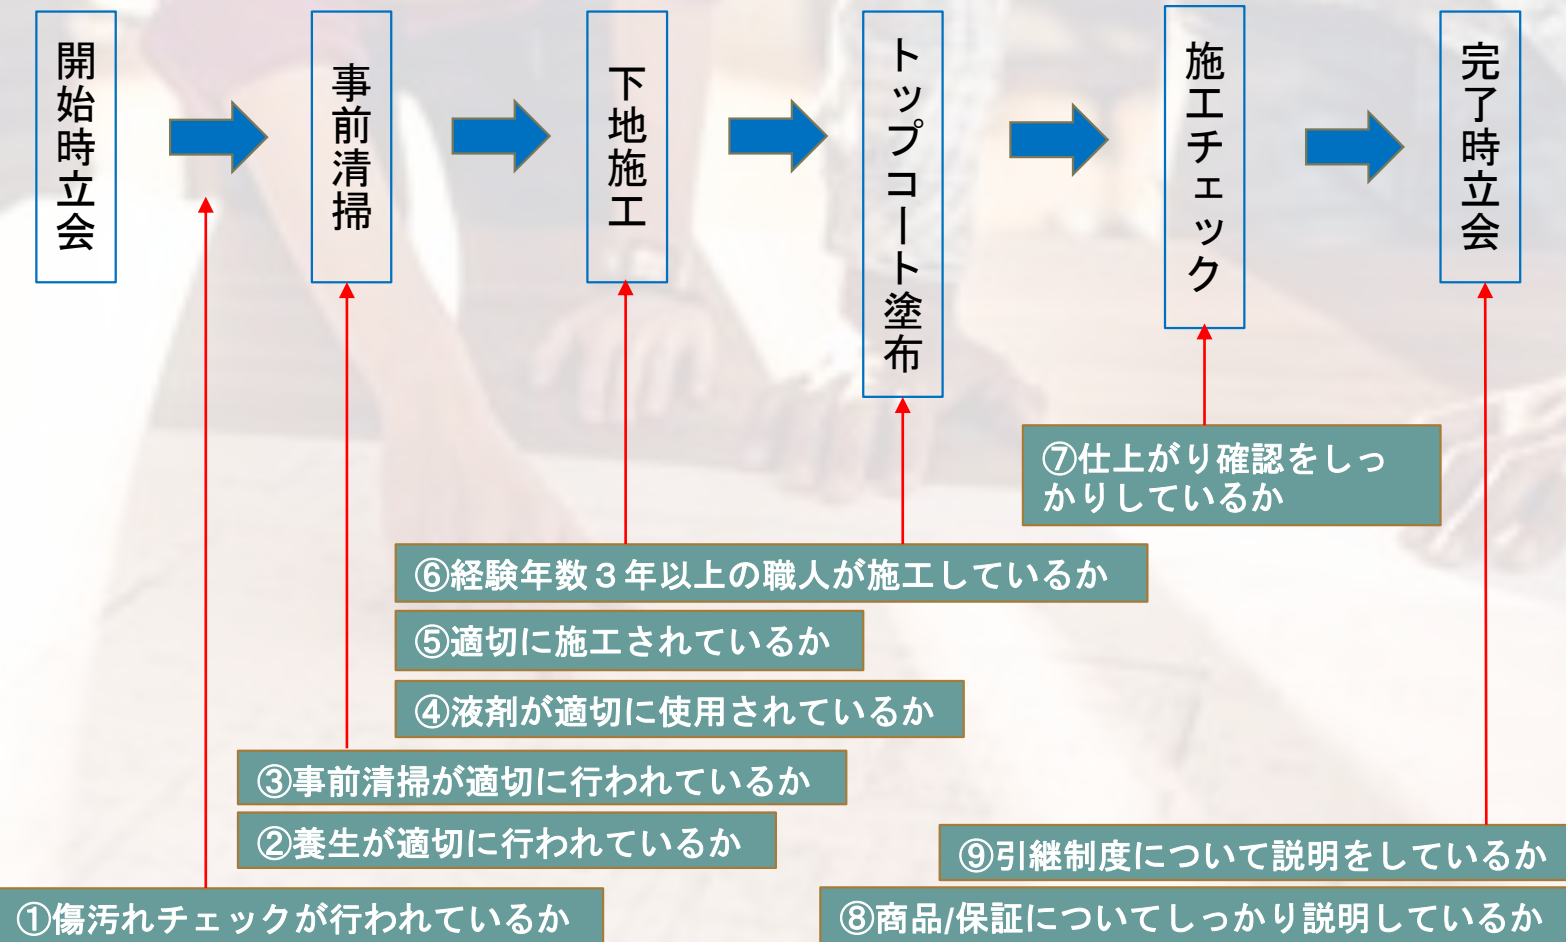 開始時立会
事前清掃
下地施工
トップコート塗布
施工チェック
完了時立会
⑦仕上がり確認をしっ
かりしているか
⑥経験年数３年以上の職人が施工しているか
⑤適切に施工されているか
④液剤が適切に使用されているか
③事前清掃が適切に行われているか
②養生が適切に行われているか
①傷汚れチェックが行われているか
⑨引継制度について説明をしているか
⑧商品/保証についてしっかり説明しているか